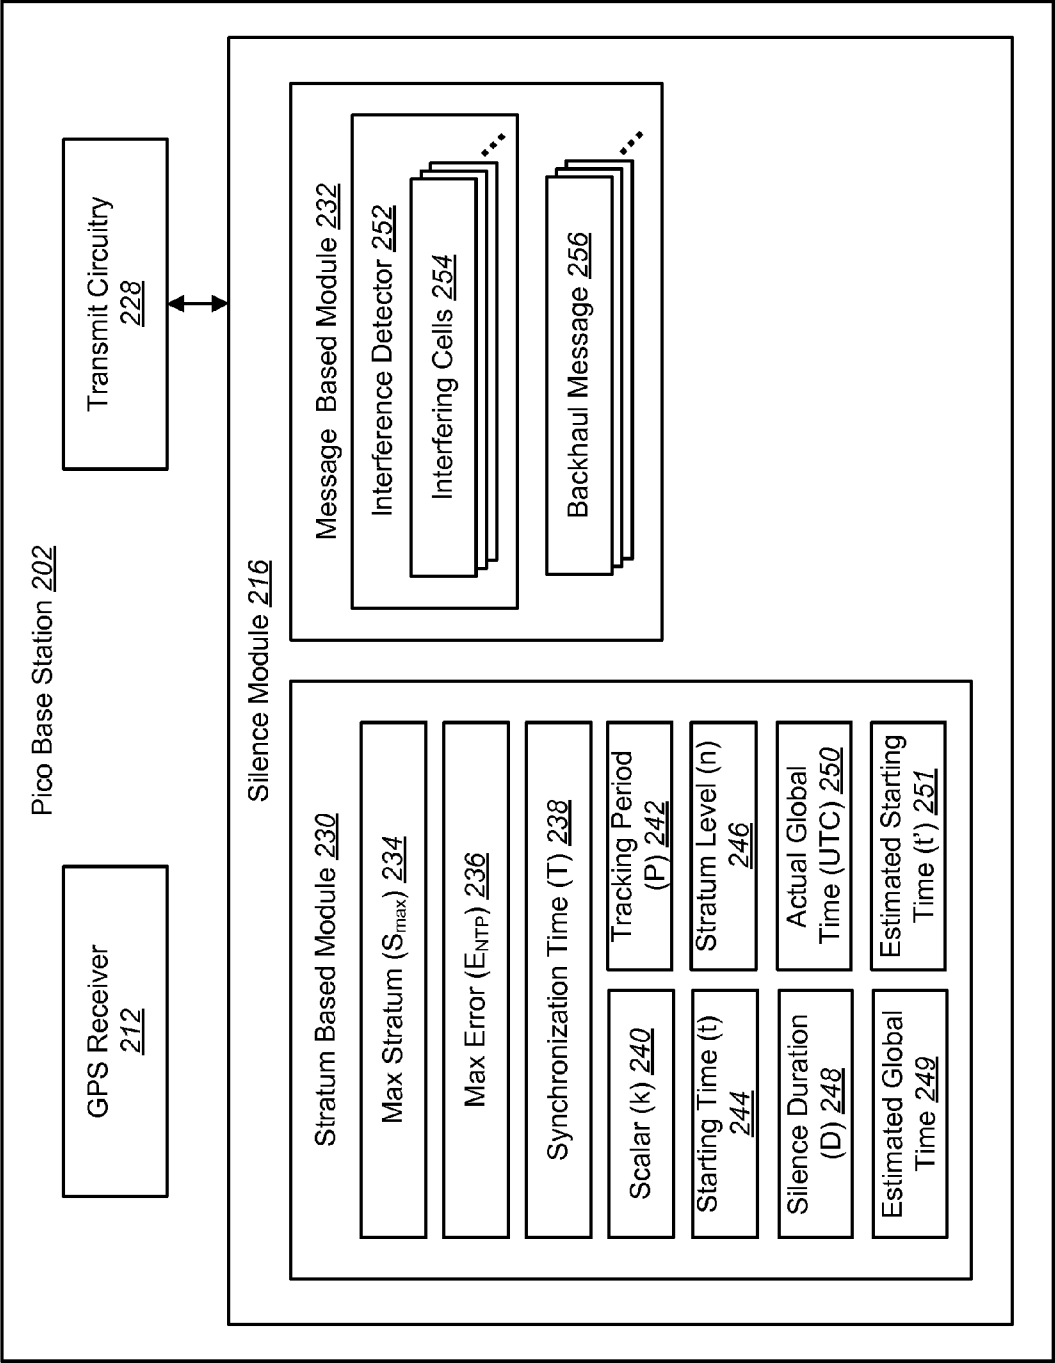 Pico Base Station 202
GPS Receiver
212
Transmit Circuitry
228
Silence Module 216
Stratum Based Module 230
Max Stratum (Smax) 234
Max Error (ENTP) 236
Synchronization Time (T) 238
Scalar (k) 240
Tracking Period
(P) 242
Starting Time (t)
244
Stratum Level (n)
246
Silence Duration
(D) 248
Actual Global
Time (UTC) 250
Estimated Global
Time 249
Estimated Starting
Time (t’) 251
Message Based Module 232
Interference Detector 252
Interfering Cells 254
Backhaul Message 256